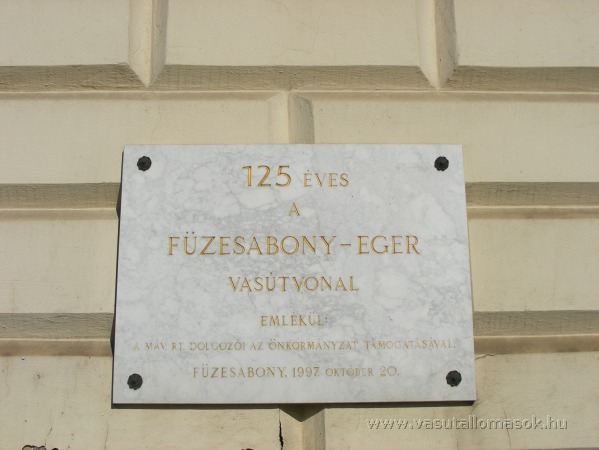 125 ÉVES
A
FÜZESABONY-EGER
VASÚTVONAL
EMLÉKÜL:
A MÁV RT. DOLGOZÓI AZ ÖNKORMÁNYZAT TÁMOGATÁSÁVAL
FÜZESABONY, 1997. OKTÓBER 20.
©www.vasutallomasok.hu